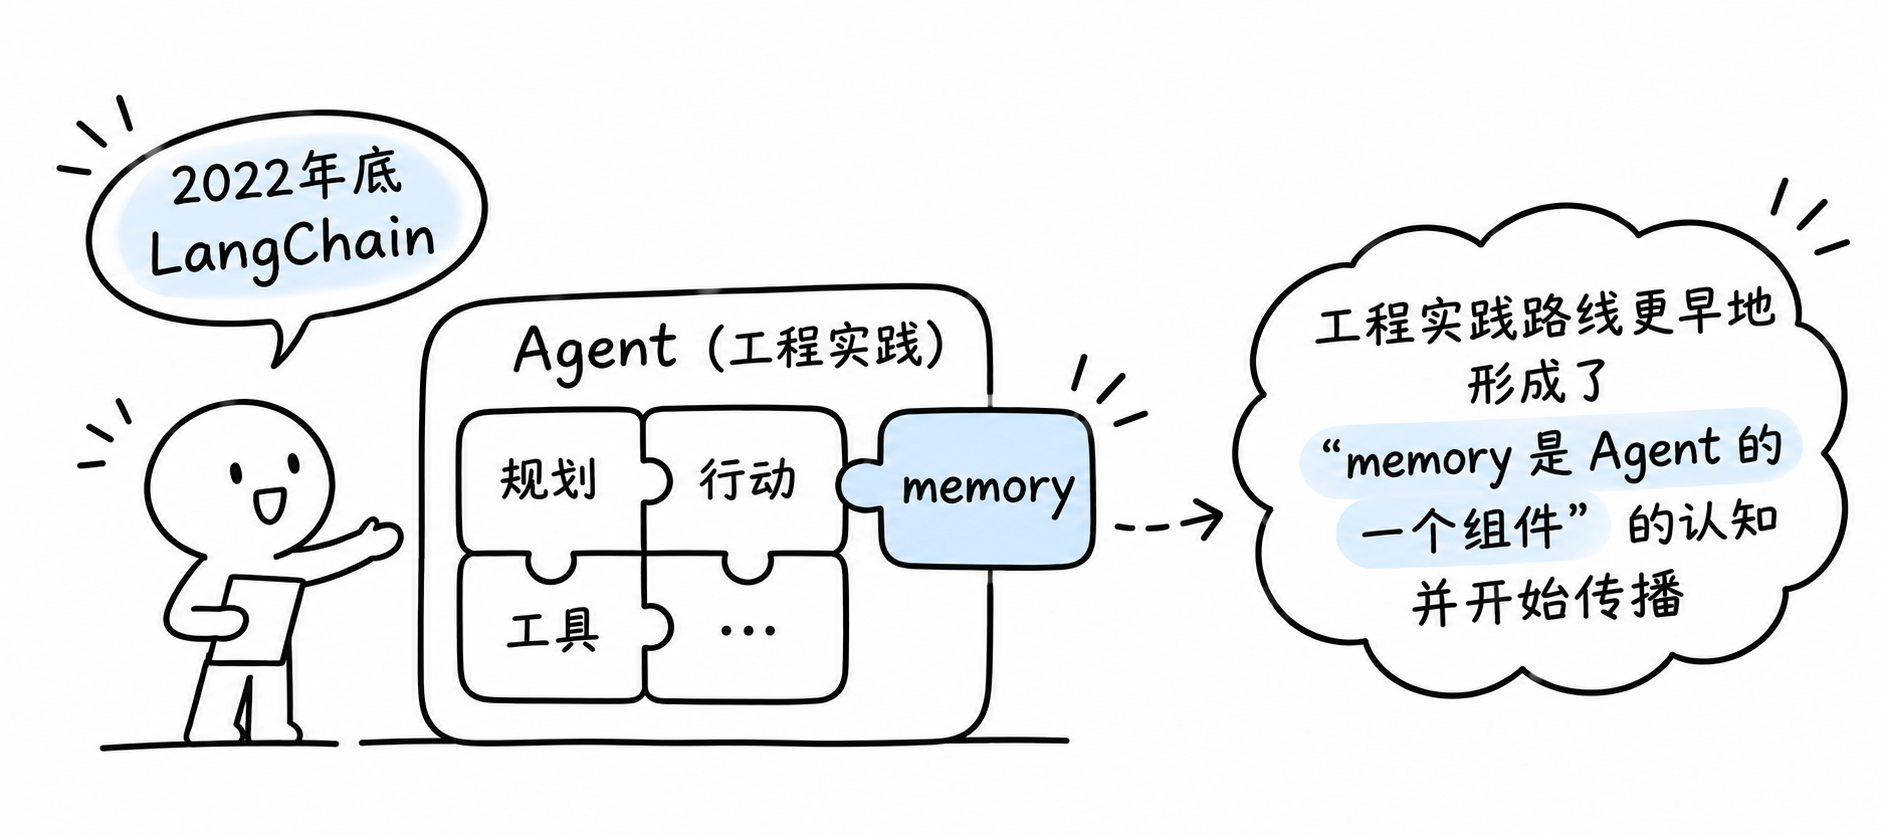 2022年底
LangChain
Agent（工程实践）
规划
行动
memory
工具
...
工程实践路线更早地
形成了
“memory 是 Agent 的
一个组件” 的认知
并开始传播